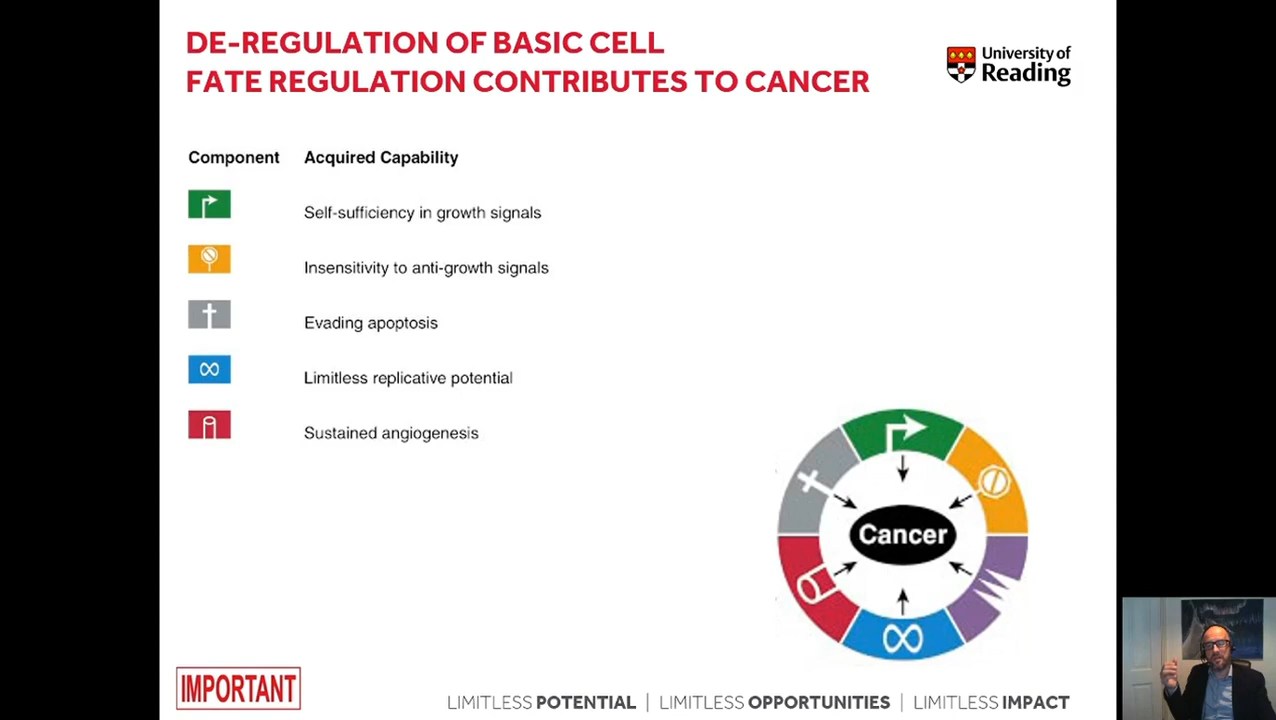 DE-REGULATION OF BASIC CELL
FATE REGULATION CONTRIBUTES TO CANCER
University of
Reading
Component Acquired Capability
Self-sufficiency in growth signals
Insensitivity to anti-growth signals
Evading apoptosis
Limitless replicative potential
Sustained angiogenesis
Cancer
IMPORTANT
LIMITLESS POTENTIAL | LIMITLESS OPPORTUNITIES | LIMITLESS IMPACT